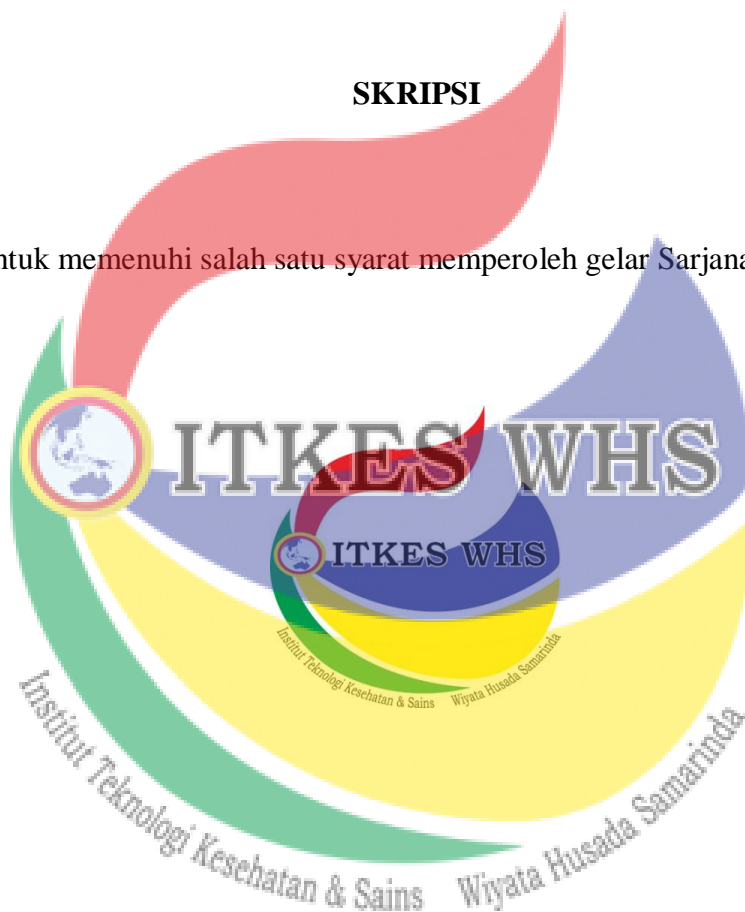 SKRIPSI
ntuk memenuhi salah satu syarat memperoleh gelar Sarjana
ITKES WHS
ITKES WHS
Institut Teknologi Kesehatan & Sains Wiyata Husada Samarinda
Institut Teknologi Kesehatan & Sains Wiyata Husada Samarinda